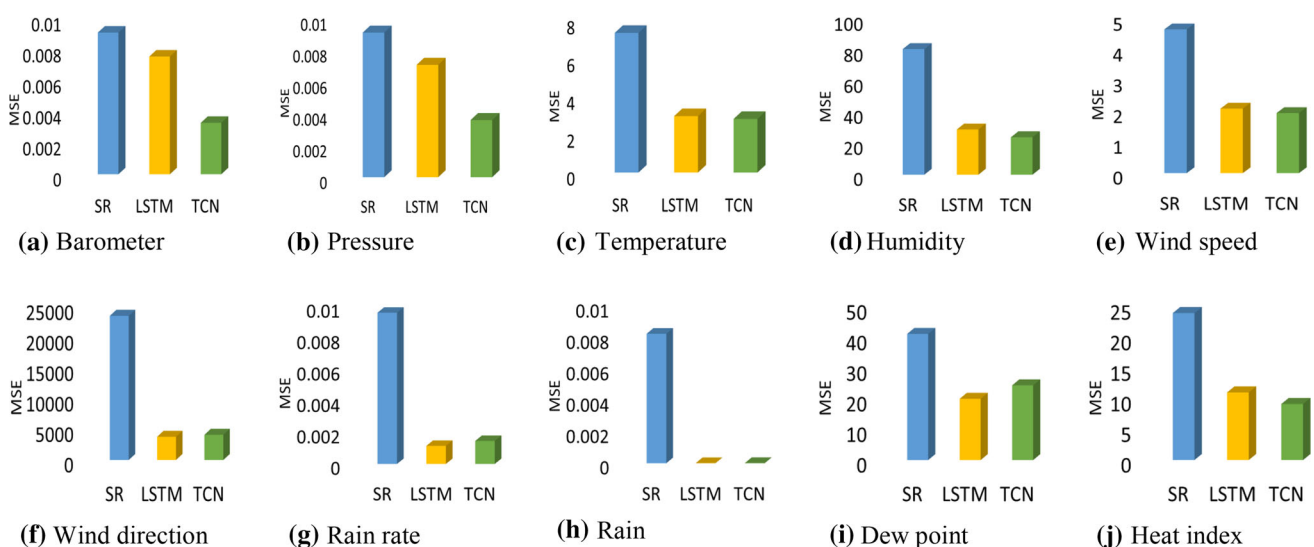 0.01
0.008
0.006
0.004
0.002
0
MSE
SR LSTM TCN
(a) Barometer
0.01
0.008
0.006
0.004
0.002
0
MSE
SR LSTM TCN
(b) Pressure
8
6
4
2
0
MSE
SR LSTM TCN
(c) Temperature
100
80
60
40
20
0
MSE
SR LSTM TCN
(d) Humidity
5
4
3
2
1
0
MSE
SR LSTM TCN
(e) Wind speed
25000
20000
15000
10000
5000
0
MSE
SR LSTM TCN
(f) Wind direction
0.01
0.008
0.006
0.004
0.002
0
MSE
SR LSTM TCN
(g) Rain rate
0.01
0.008
0.006
0.004
0.002
0
MSE
SR LSTM TCN
(h) Rain
50
40
30
20
10
0
MSE
SR LSTM TCN
(i) Dew point
25
20
15
10
5
0
MSE
SR LSTM TCN
(j) Heat index